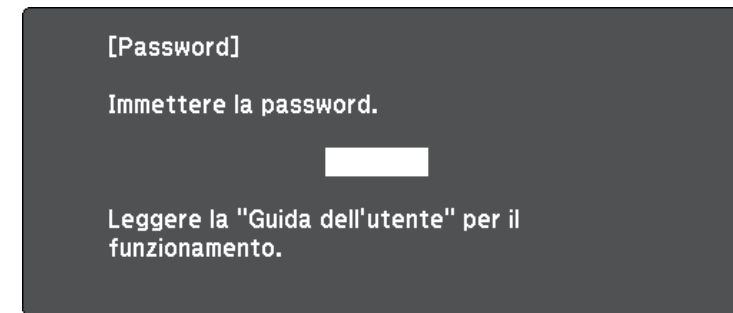 [Password]
Immettere la password.
Leggere la "Guida dell'utente" per il
funzionamento.